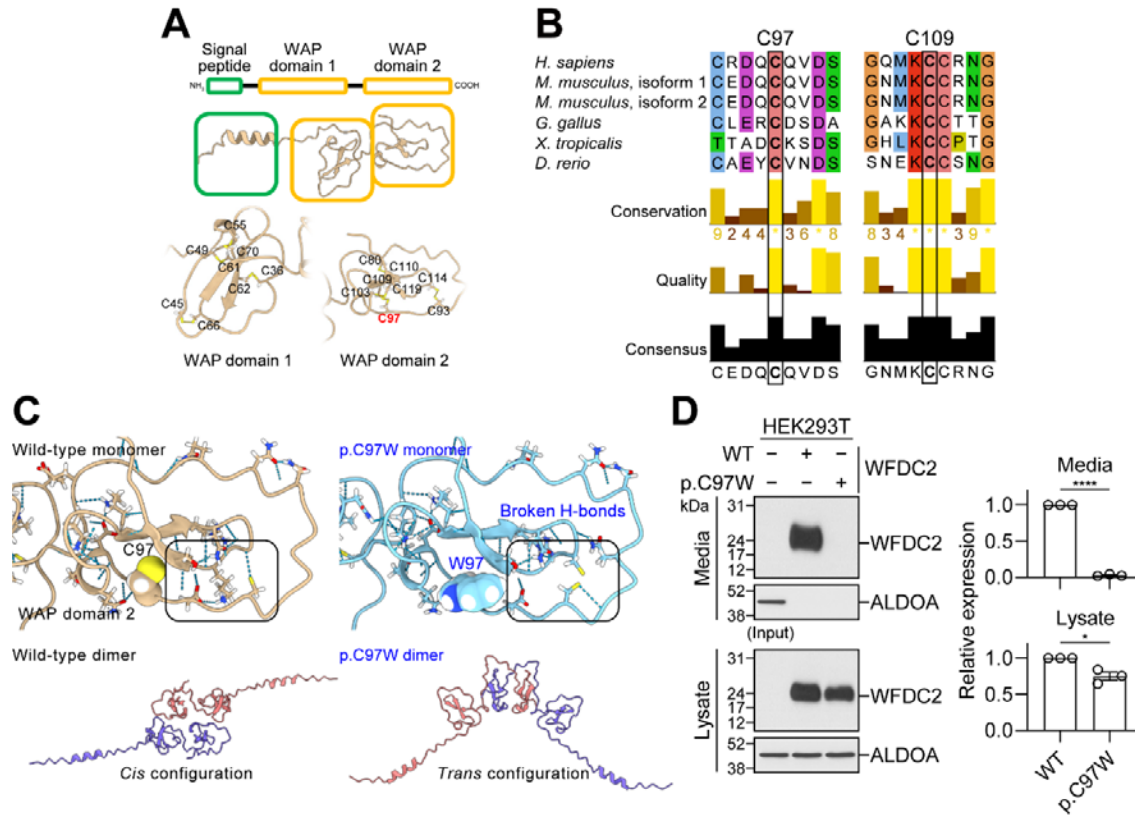 A
Signal peptide
WAP domain 1
WAP domain 2
NH2
COOH
C55
C49
C70
C61
C36
C62
C45
C66
WAP domain 1
C80
C110
C109
C114
C103
C119
C93
C97
WAP domain 2
B
C97 C109
H. sapiens CRDQCQVDS GQMKCCRNG
M. musculus, isoform 1 CEDQCQVDS GNMKCCRNG
M. musculus, isoform 2 CEDQCQVDS GNMKCCRNG
G. gallus CLERCDSDA GAKKCCTTG
X. tropicalis TTADCKSDS GHLKCCPTG
D. rerio CAEYCVNDS SNEKCCSNG
Conservation
9 2 4 4 * 3 6 * 8 8 3 4 * * * 3 9 *
Quality
Consensus
CEDQCQVDS GNMKCCRNG
C
Wild-type monomer
C97
WAP domain 2
p.C97W monomer
Broken H-bonds
W97
Wild-type dimer
Cis configuration
p.C97W dimer
Trans configuration
D
HEK293T
WT − + −
p.C97W − − +
WFDC2
kDa
Media
31
24
17
12
WFDC2
52
38
ALDOA
(Input)
Lysate
31
24
17
12
WFDC2
52
38
ALDOA
Relative expression
Media
****
1.0
0.5
0.0
Lysate
*
1.0
0.5
0.0
WT
p.C97W